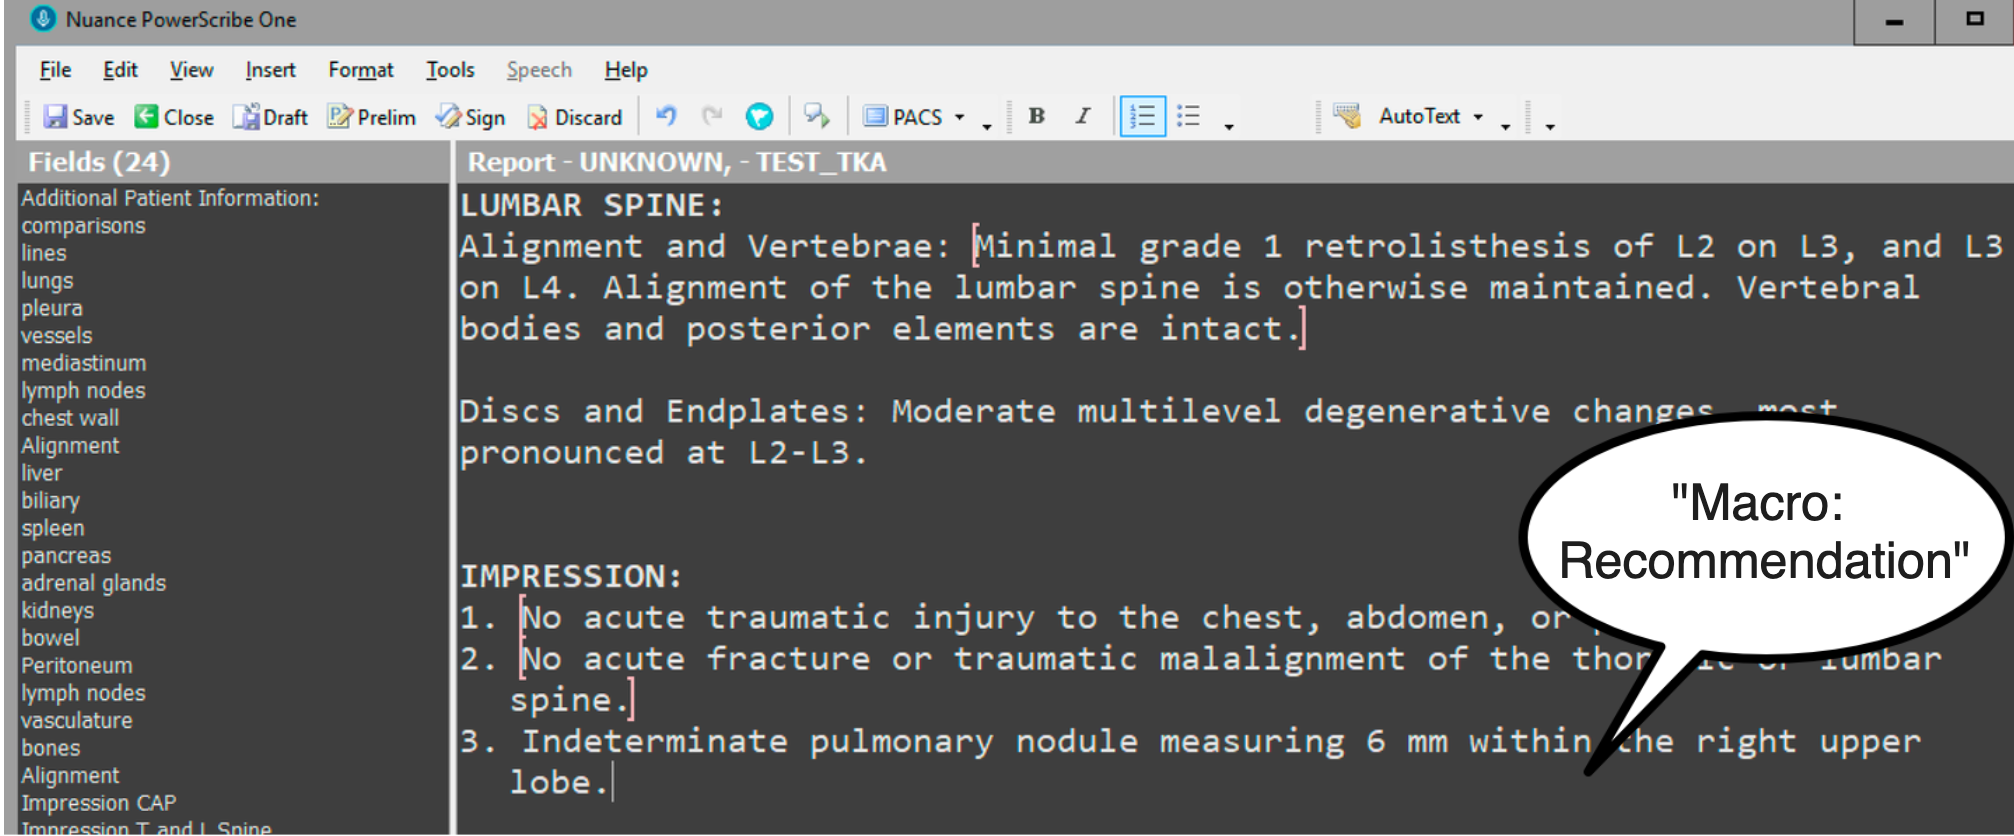 Nuance PowerScribe One
File Edit View Insert Format Tools Speech Help
Save Close Draft Prelim Sign Discard PACS B I AutoText
Fields (24)
Additional Patient Information:
comparisons
lines
lungs
pleura
vessels
mediastinum
lymph nodes
chest wall
Alignment
liver
biliary
spleen
pancreas
adrenal glands
kidneys
bowel
Peritoneum
lymph nodes
vasculature
bones
Alignment
Impression CAP
Impression T and L Spine
Report - UNKNOWN, - TEST_TKA
LUMBAR SPINE:
Alignment and Vertebrae: [Minimal grade 1 retrolisthesis of L2 on L3, and L3
on L4. Alignment of the lumbar spine is otherwise maintained. Vertebral
bodies and posterior elements are intact.]
Discs and Endplates: Moderate multilevel degenerative changes, most
pronounced at L2-L3.
IMPRESSION:
1. [No acute traumatic injury to the chest, abdomen, or
2. [No acute fracture or traumatic malalignment of the or lumbar
spine.]
3. Indeterminate pulmonary nodule measuring 6 mm within the right upper
lobe.
"Macro:
Recommendation"